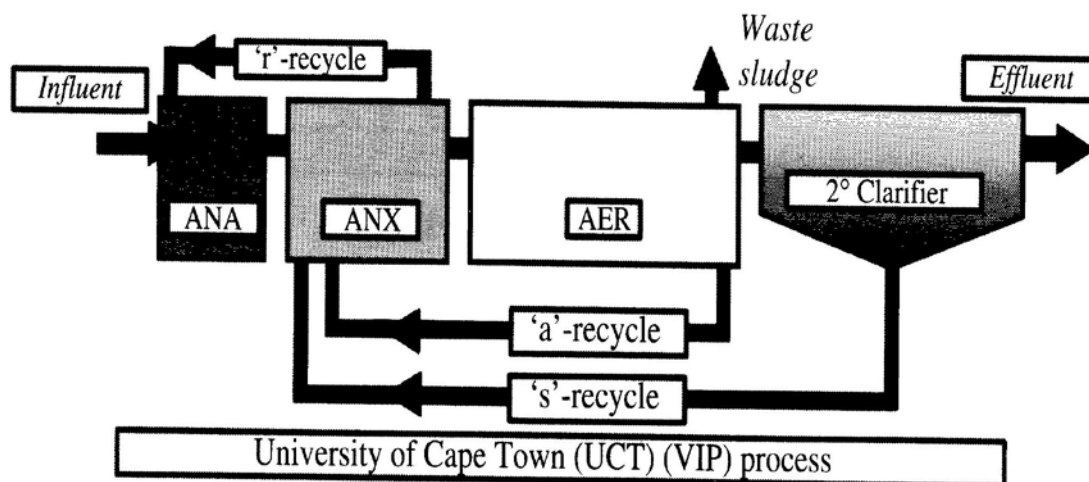 Waste
sludge
'r'-recycle
Influent
Effluent
ANA
ANX
AER
2° Clarifier
'a'-recycle
's'-recycle
University of Cape Town (UCT) (VIP) process